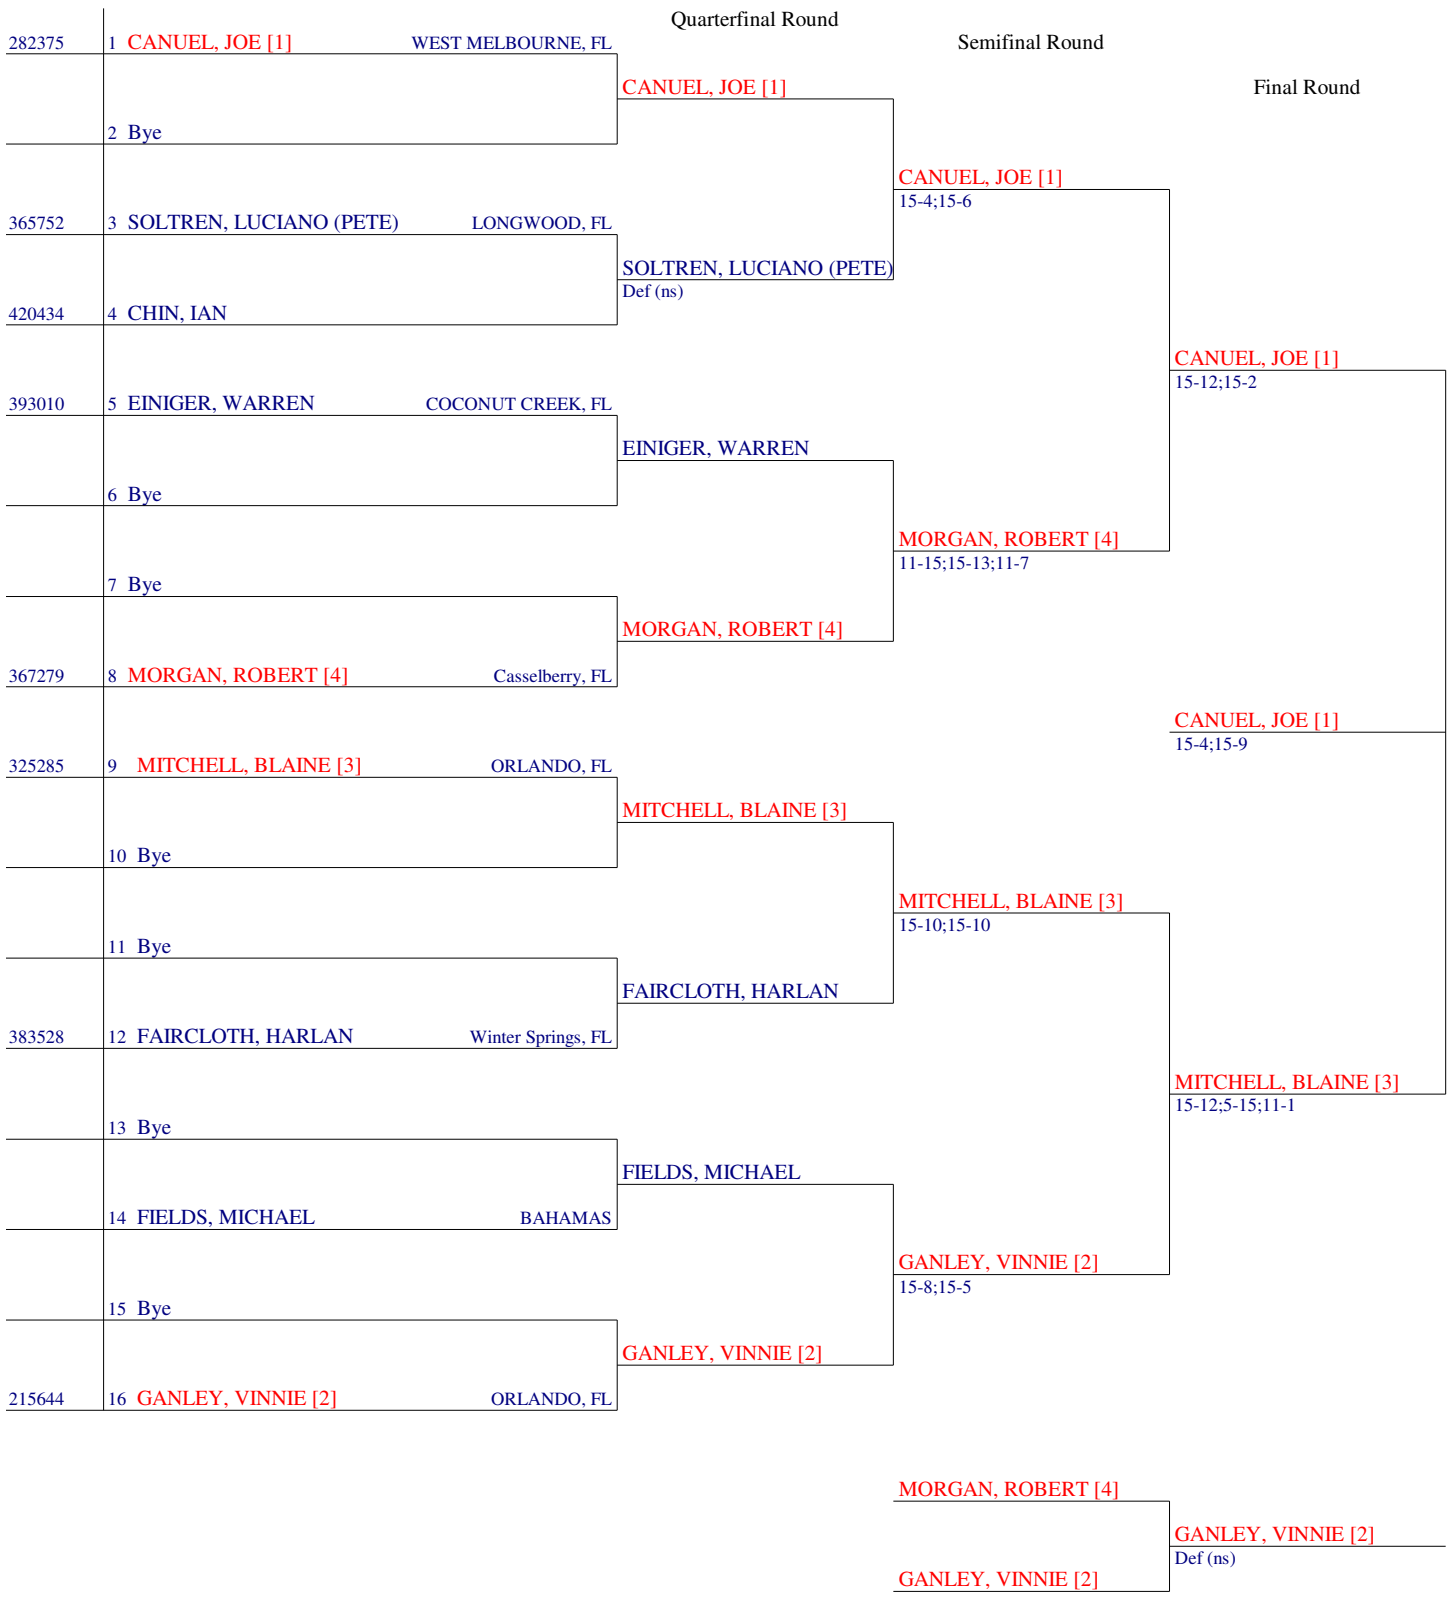 Quarterfinal Round
Semifinal Round
Final Round
282375 1 CANUEL, JOE [1] WEST MELBOURNE, FL
CANUEL, JOE [1]
2 Bye
CANUEL, JOE [1]
15-4;15-6
365752 3 SOLTREN, LUCIANO (PETE) LONGWOOD, FL
SOLTREN, LUCIANO (PETE)
Def (ns)
420434 4 CHIN, IAN
CANUEL, JOE [1]
15-12;15-2
393010 5 EINIGER, WARREN COCONUT CREEK, FL
EINIGER, WARREN
6 Bye
MORGAN, ROBERT [4]
11-15;15-13;11-7
7 Bye
MORGAN, ROBERT [4]
367279 8 MORGAN, ROBERT [4] Casselberry, FL
CANUEL, JOE [1]
15-4;15-9
325285 9 MITCHELL, BLAINE [3] ORLANDO, FL
MITCHELL, BLAINE [3]
10 Bye
MITCHELL, BLAINE [3]
15-10;15-10
11 Bye
FAIRCLOTH, HARLAN
383528 12 FAIRCLOTH, HARLAN Winter Springs, FL
MITCHELL, BLAINE [3]
15-12;5-15;11-1
13 Bye
FIELDS, MICHAEL
14 FIELDS, MICHAEL BAHAMAS
GANLEY, VINNIE [2]
15-8;15-5
15 Bye
GANLEY, VINNIE [2]
215644 16 GANLEY, VINNIE [2] ORLANDO, FL
MORGAN, ROBERT [4]
GANLEY, VINNIE [2]
Def (ns)
GANLEY, VINNIE [2]